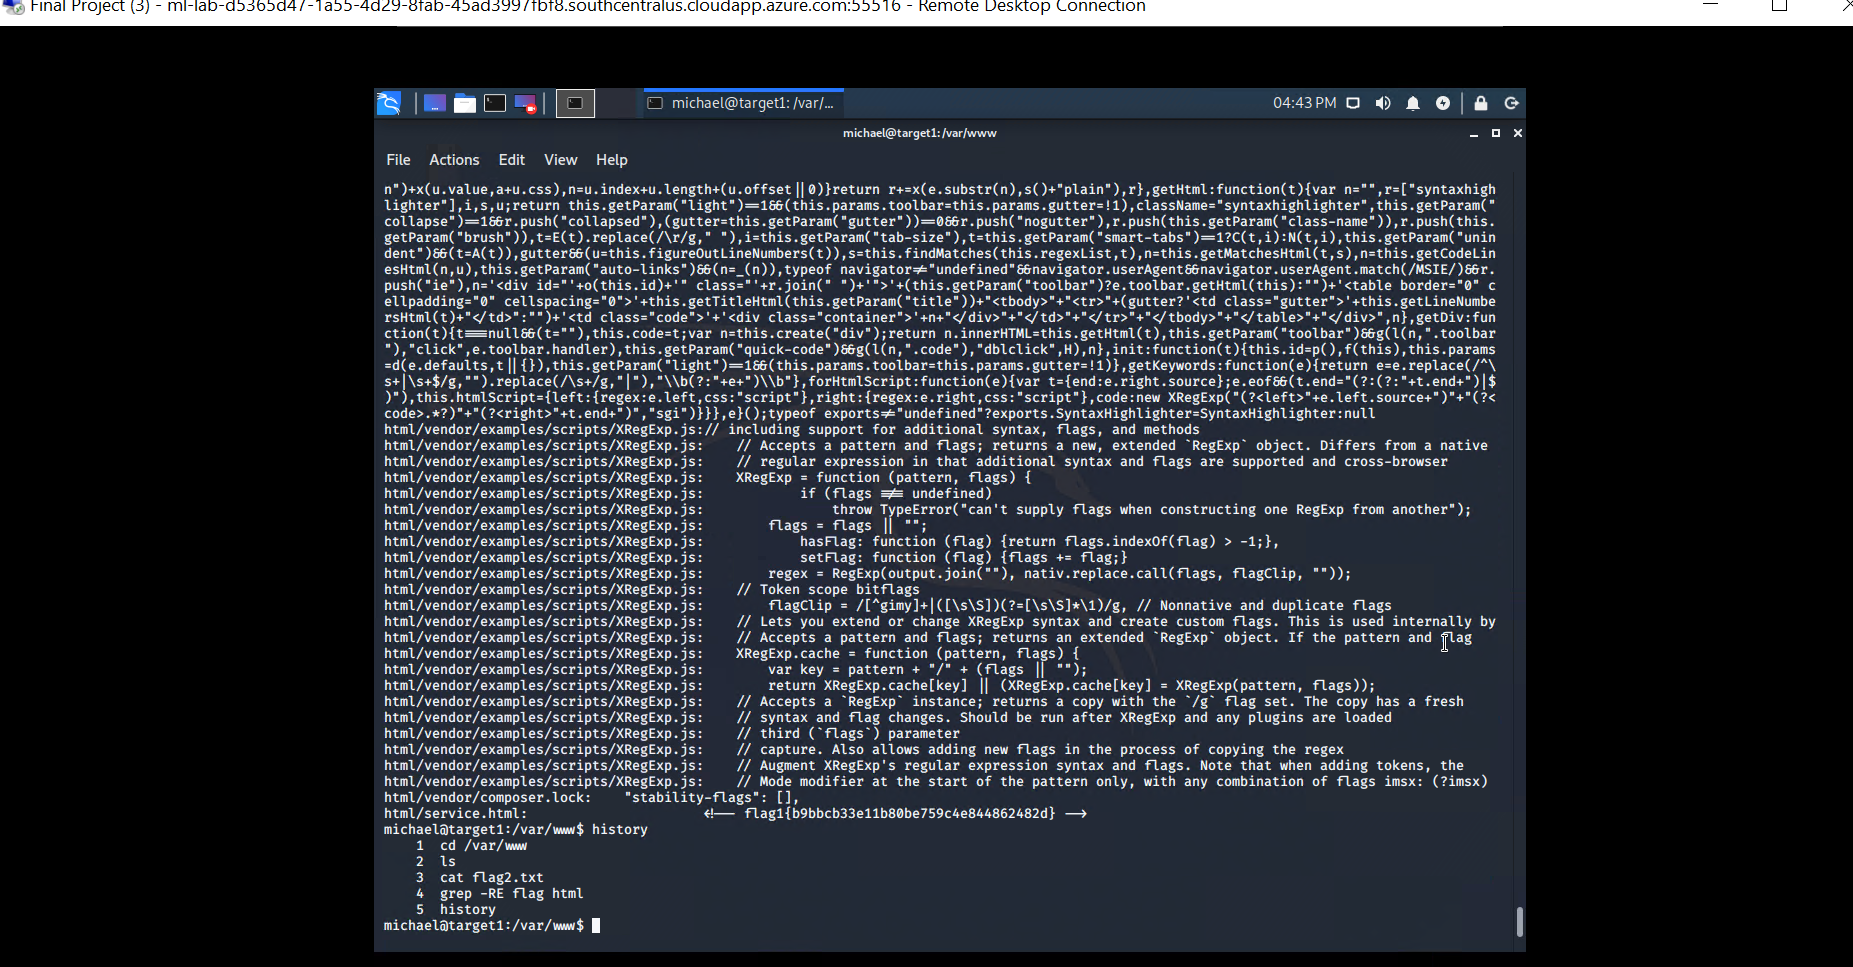 Final Project (3) - ml-lab-d5365d47-1a55-4d29-8fab-45ad3997fbf8.southcentralus.cloudapp.azure.com:55516 - Remote Desktop Connection
michael@target1: /var/...
04:43 PM
michael@target1:/var/www
File Actions Edit View Help
n")+x(u.value,a+u.css),n=u.index+u.length+(u.offset||0)}return r+=x(e.substr(n),s()+"plain"),r},getHtml:function(t){var n="",r=["syntaxhigh
lighter"],i,s,u;return this.getParam("light")==1&&(this.params.toolbar=this.params.gutter=!1),className="syntaxhighlighter",this.getParam("
collapse")==1&&r.push("collapsed"),(gutter=this.getParam("gutter"))==0&&r.push("nogutter"),r.push(this.getParam("class-name")),r.push(this.
getParam("brush")),t=E(t).replace(/\r/g," "),i=this.getParam("tab-size"),t=this.getParam("smart-tabs")==1?C(t,i):N(t,i),this.getParam("unin
dent")&&(t=A(t)),gutter&&(u=this.figureOutLineNumbers(t)),s=this.findMatches(this.regexList,t),n=this.getMatchesHtml(t,s),n=this.getCodeLin
esHtml(n,u),this.getParam("auto-links")&&(n=_(n)),typeof navigator!="undefined"&&navigator.userAgent&&navigator.userAgent.match(/MSIE/)&&r.
push("ie"),n='<div id="'+o(this.id)+'" class="'+r.join(" ")+'">'+(this.getParam("toolbar")?e.toolbar.getHtml(this):"")+'<table border="0" c
ellpadding="0" cellspacing="0">'+this.getTitleHtml(this.getParam("title"))+"<tbody>"+"<tr>"+(gutter?'<td class="gutter">'+this.getLineNumbe
rsHtml(t)+"</td>":"")+'<td class="code">'+'<div class="container">'+n+"</div>"+"</td>"+"</tr>"+"</tbody>"+"</table>"+"</div>",n},getDiv:fun
ction(t){t===null&&(t=""),this.code=t;var n=this.create("div");return n.innerHTML=this.getHtml(t),this.getParam("toolbar")&&g(l(n,".toolbar
"),"click",e.toolbar.handler),this.getParam("quick-code")&&g(l(n,".code"),"dblclick",H),n},init:function(t){this.id=p(),f(this),this.params
=d(e.defaults,t||{}),this.getParam("light")==1&&(this.params.toolbar=this.params.gutter=!1)},getKeywords:function(e){return e=e.replace(/^\
s+|\s+$/g,"").replace(/\s+/g,"|"),"\\b(?:"+e+")\\b"},forHtmlScript:function(e){var t={end:e.right.source};e.eof&&(t.end="(?:(?:"+t.end+")|$
)"),this.htmlScript={left:{regex:e.left,css:"script"},right:{regex:e.right,css:"script"},code:new XRegExp("(?<left>"+e.left.source+")"+"(?<
code>.*?)"+"(?<right>"+t.end+")","sgi")}}},e}();typeof exports!="undefined"?exports.SyntaxHighlighter=SyntaxHighlighter:null
html/vendor/examples/scripts/XRegExp.js:// including support for additional syntax, flags, and methods
html/vendor/examples/scripts/XRegExp.js:    // Accepts a pattern and flags; returns a new, extended `RegExp` object. Differs from a native
html/vendor/examples/scripts/XRegExp.js:    // regular expression in that additional syntax and flags are supported and cross-browser
html/vendor/examples/scripts/XRegExp.js:    XRegExp = function (pattern, flags) {
html/vendor/examples/scripts/XRegExp.js:            if (flags !== undefined)
html/vendor/examples/scripts/XRegExp.js:                throw TypeError("can't supply flags when constructing one RegExp from another");
html/vendor/examples/scripts/XRegExp.js:        flags = flags || "";
html/vendor/examples/scripts/XRegExp.js:            hasFlag: function (flag) {return flags.indexOf(flag) > -1;},
html/vendor/examples/scripts/XRegExp.js:            setFlag: function (flag) {flags += flag;}
html/vendor/examples/scripts/XRegExp.js:        regex = RegExp(output.join(""), nativ.replace.call(flags, flagClip, ""));
html/vendor/examples/scripts/XRegExp.js:    // Token scope bitflags
html/vendor/examples/scripts/XRegExp.js:        flagClip = /[^gimy]+|([\s\S])(?=[\s\S]*\1)/g, // Nonnative and duplicate flags
html/vendor/examples/scripts/XRegExp.js:    // Lets you extend or change XRegExp syntax and create custom flags. This is used internally by
html/vendor/examples/scripts/XRegExp.js:    // Accepts a pattern and flags; returns an extended `RegExp` object. If the pattern and flag
html/vendor/examples/scripts/XRegExp.js:    XRegExp.cache = function (pattern, flags) {
html/vendor/examples/scripts/XRegExp.js:        var key = pattern + "/" + (flags || "");
html/vendor/examples/scripts/XRegExp.js:        return XRegExp.cache[key] || (XRegExp.cache[key] = XRegExp(pattern, flags));
html/vendor/examples/scripts/XRegExp.js:    // Accepts a `RegExp` instance; returns a copy with the `/g` flag set. The copy has a fresh
html/vendor/examples/scripts/XRegExp.js:    // syntax and flag changes. Should be run after XRegExp and any plugins are loaded
html/vendor/examples/scripts/XRegExp.js:    // third (`flags`) parameter
html/vendor/examples/scripts/XRegExp.js:    // capture. Also allows adding new flags in the process of copying the regex
html/vendor/examples/scripts/XRegExp.js:    // Augment XRegExp's regular expression syntax and flags. Note that when adding tokens, the
html/vendor/examples/scripts/XRegExp.js:    // Mode modifier at the start of the pattern only, with any combination of flags imsx: (?imsx)
html/vendor/composer.lock:    "stability-flags": [],
html/service.html:                      <!-- flag1{b9bbcb33e11b80be759c4e844862482d} -->
michael@target1:/var/www$ history
    1  cd /var/www
    2  ls
    3  cat flag2.txt
    4  grep -RE flag html
    5  history
michael@target1:/var/www$